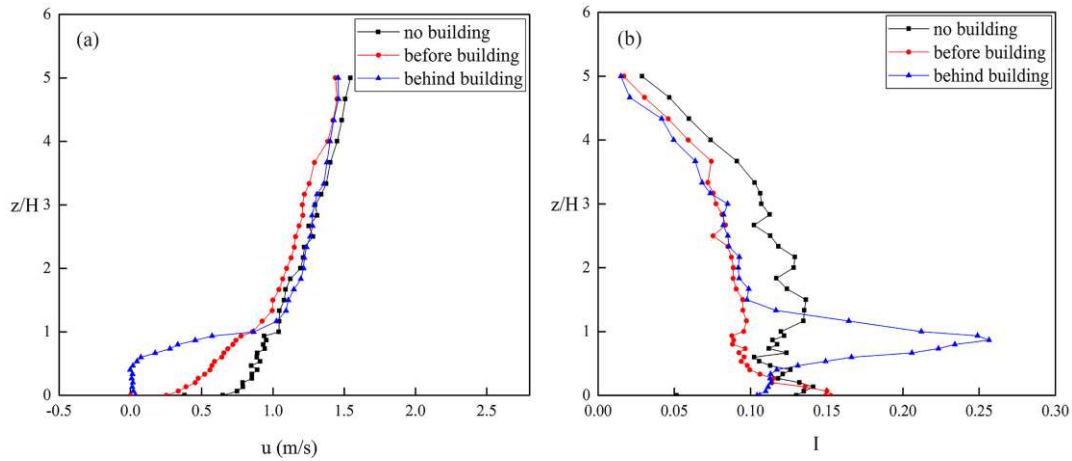 (a)
no building
before building
behind building
6
5
4
z/H
3
2
1
0
-0.5 0.0 0.5 1.0 1.5 2.0 2.5
u (m/s)
(b)
no building
before building
behind building
6
5
4
z/H
3
2
1
0
0.00 0.05 0.10 0.15 0.20 0.25 0.30
I